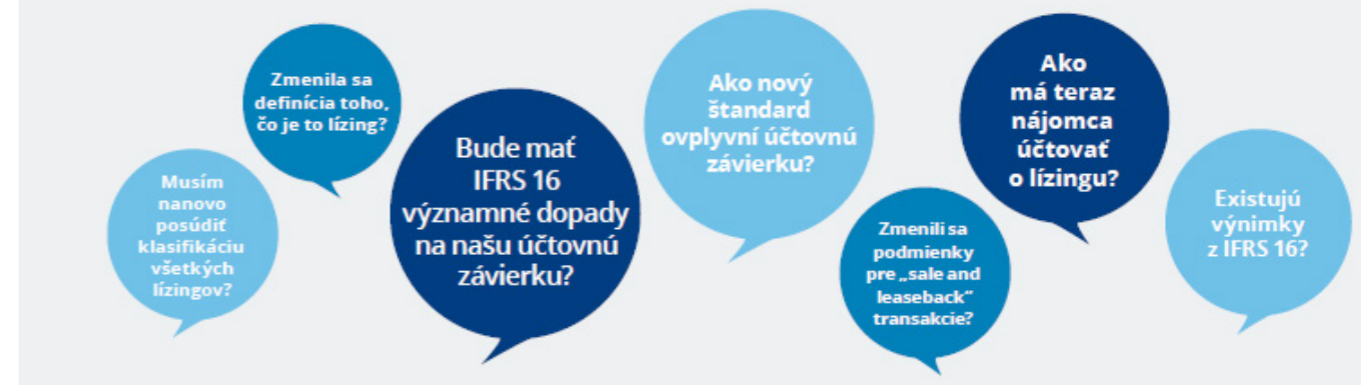 Musím
nanovo
posúdiť
klasifikáciu
všetkých
lízingov?
Zmenila sa
definícia toho,
čo je to lízing?
Bude mať
IFRS 16
významné dopady
na našu účtovnú
závierku?
Ako nový
štandard
ovplyvní účtovnú
závierku?
Zmenili sa
podmienky
pre „sale and
leaseback“
transakcie?
Ako
má teraz
nájomca
účtovať
o lízingu?
Existujú
výnimky
z IFRS 16?